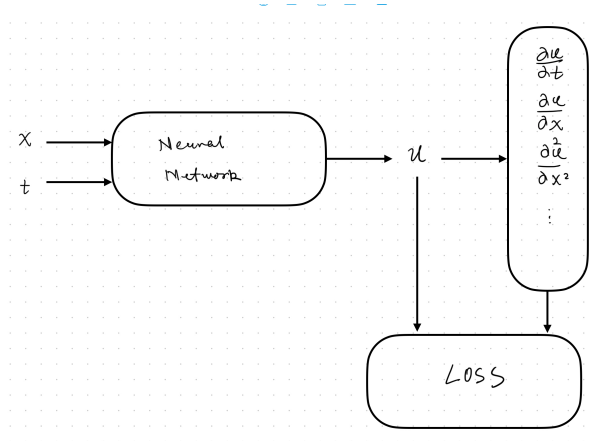 x
t
Neural
Network
u
∂u
∂t
∂u
∂x
∂²u
∂x²
⋮
LOSS